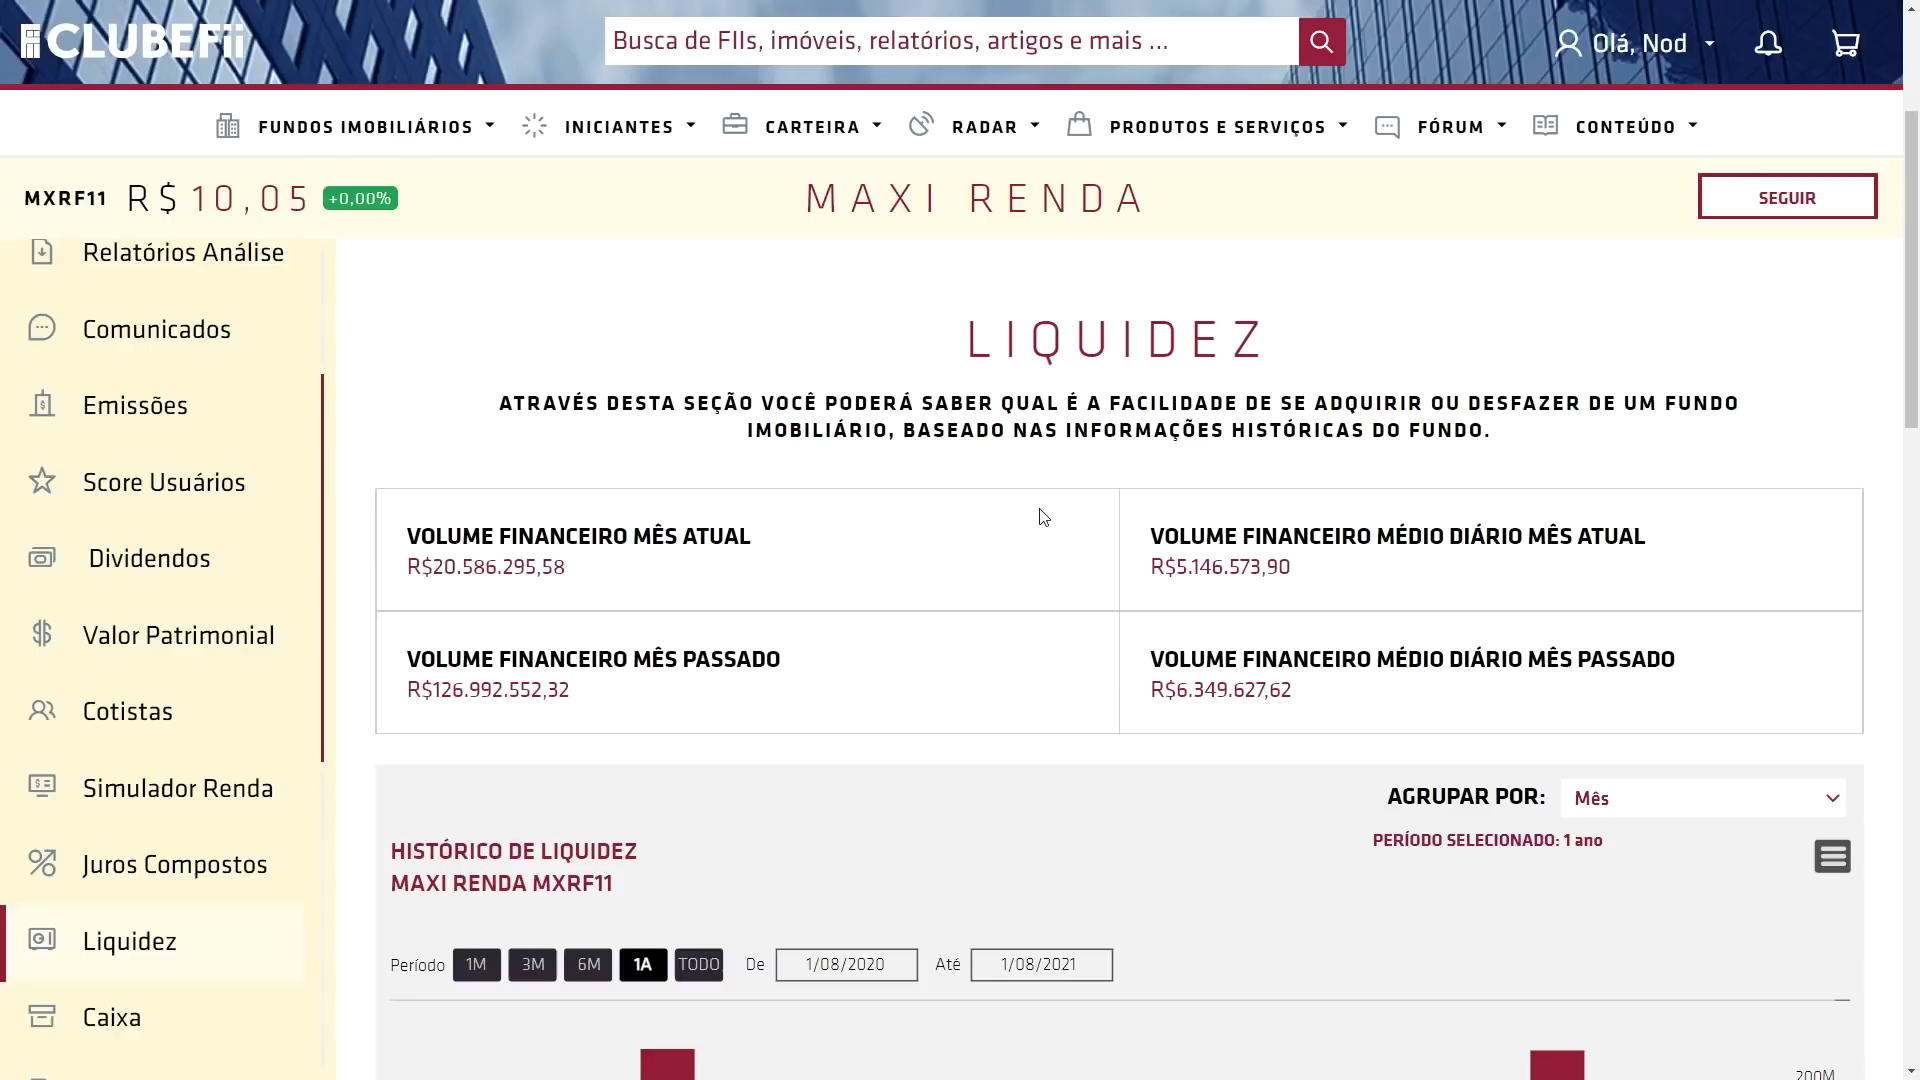 CLUBEFii
Busca de FIIs, imóveis, relatórios, artigos e mais ...
Olá, Nod
FUNDOS IMOBILIÁRIOS
INICIANTES
CARTEIRA
RADAR
PRODUTOS E SERVIÇOS
FÓRUM
CONTEÚDO
MXRF11 R$ 10,05 +0,00%
MAXI RENDA
SEGUIR
Relatórios Análise
Comunicados
Emissões
Score Usuários
Dividendos
Valor Patrimonial
Cotistas
Simulador Renda
Juros Compostos
Liquidez
Caixa
LIQUIDEZ
ATRAVÉS DESTA SEÇÃO VOCÊ PODERÁ SABER QUAL É A FACILIDADE DE SE ADQUIRIR OU DESFAZER DE UM FUNDO
IMOBILIÁRIO, BASEADO NAS INFORMAÇÕES HISTÓRICAS DO FUNDO.
VOLUME FINANCEIRO MÊS ATUAL
R$20.586.295,58
VOLUME FINANCEIRO MÉDIO DIÁRIO MÊS ATUAL
R$5.146.573,90
VOLUME FINANCEIRO MÊS PASSADO
R$126.992.552,32
VOLUME FINANCEIRO MÉDIO DIÁRIO MÊS PASSADO
R$6.349.627,62
AGRUPAR POR: Mês
PERÍODO SELECIONADO: 1 ano
HISTÓRICO DE LIQUIDEZ
MAXI RENDA MXRF11
Período 1M 3M 6M 1A TODO De 1/08/2020 Até 1/08/2021
200M